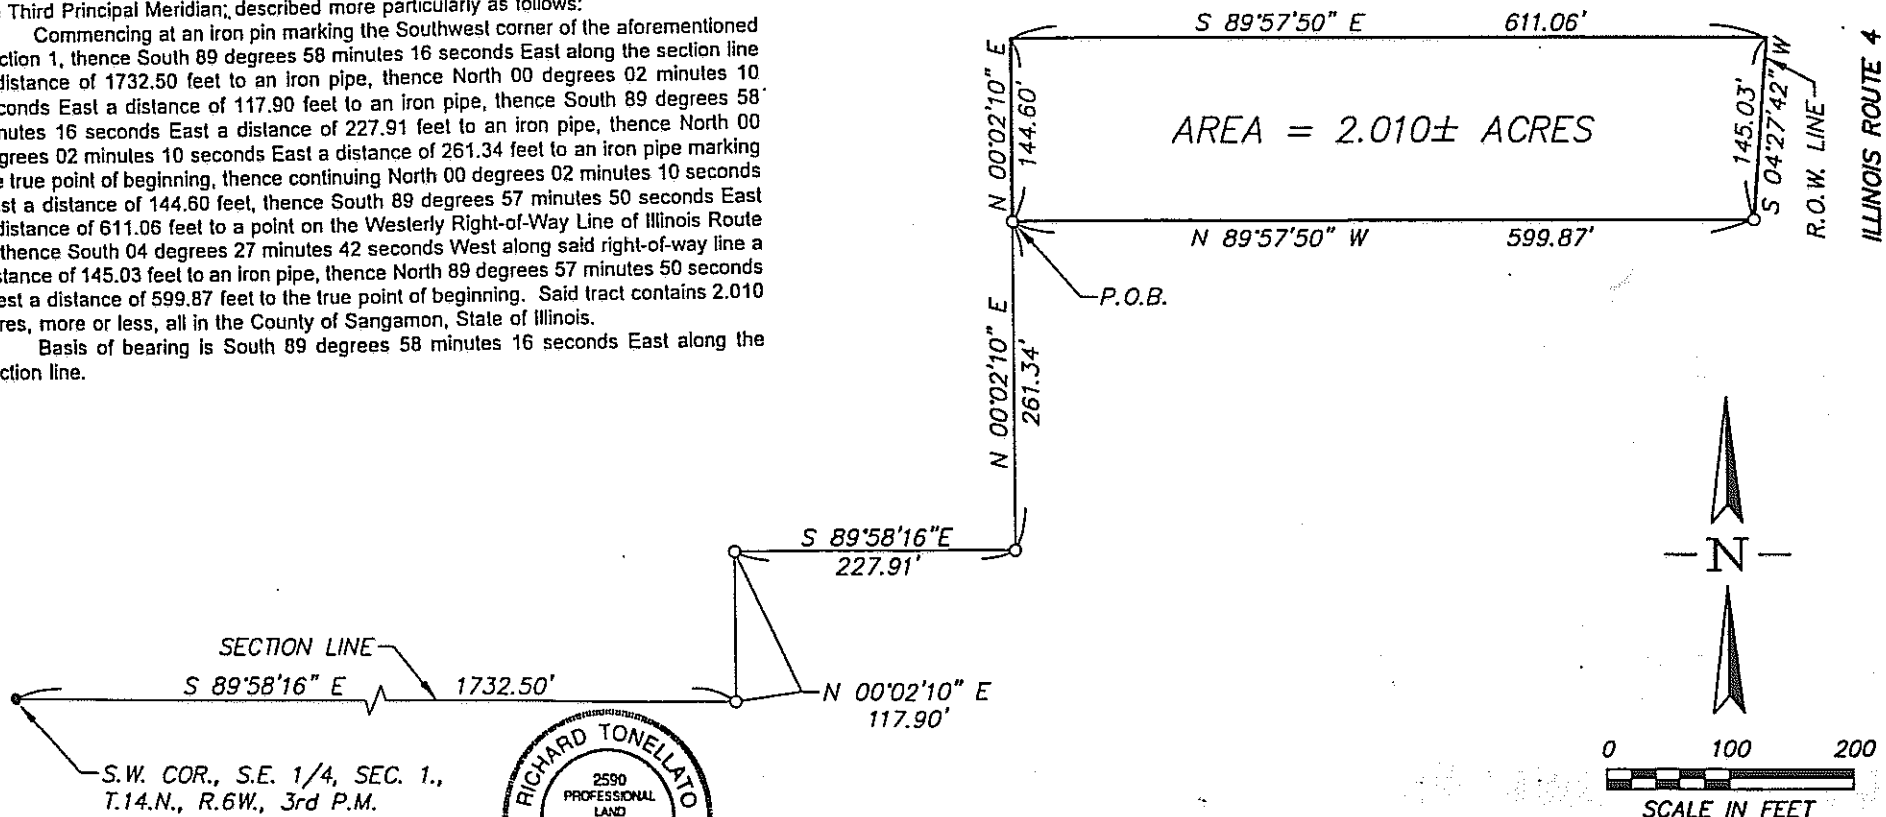 Third Principal Meridian; described more particularly as follows:
Commencing at an iron pin marking the Southwest corner of the aforementioned
ction 1, thence South 89 degrees 58 minutes 16 seconds East along the section line
distance of 1732.50 feet to an iron pipe, thence North 00 degrees 02 minutes 10
conds East a distance of 117.90 feet to an iron pipe, thence South 89 degrees 58
nutes 16 seconds East a distance of 227.91 feet to an iron pipe, thence North 00
grees 02 minutes 10 seconds East a distance of 261.34 feet to an iron pipe marking
e true point of beginning, thence continuing North 00 degrees 02 minutes 10 seconds
st a distance of 144.60 feet, thence South 89 degrees 57 minutes 50 seconds East
distance of 611.06 feet to a point on the Westerly Right-of-Way Line of Illinois Route
thence South 04 degrees 27 minutes 42 seconds West along said right-of-way line a
stance of 145.03 feet to an iron pipe, thence North 89 degrees 57 minutes 50 seconds
est a distance of 599.87 feet to the true point of beginning. Said tract contains 2.010
res, more or less, all in the County of Sangamon, State of Illinois.
Basis of bearing is South 89 degrees 58 minutes 16 seconds East along the
ction line.
S 89°57'50" E 611.06'
N 00°02'10" E
144.60'
AREA = 2.010± ACRES
145.03'
S 04°27'42" W
R.O.W. LINE
ILLINOIS ROUTE 4
N 89°57'50" W 599.87'
P.O.B.
N 00°02'10" E
261.34'
S 89°58'16"E
227.91'
SECTION LINE
S 89°58'16" E 1732.50'
N 00°02'10" E
117.90'
S.W. COR., S.E. 1/4, SEC. 1.,
T.14.N., R.6W., 3rd P.M.
RICHARD TONELLATO
2590
PROFESSIONAL
LAND
N
0 100 200
SCALE IN FEET